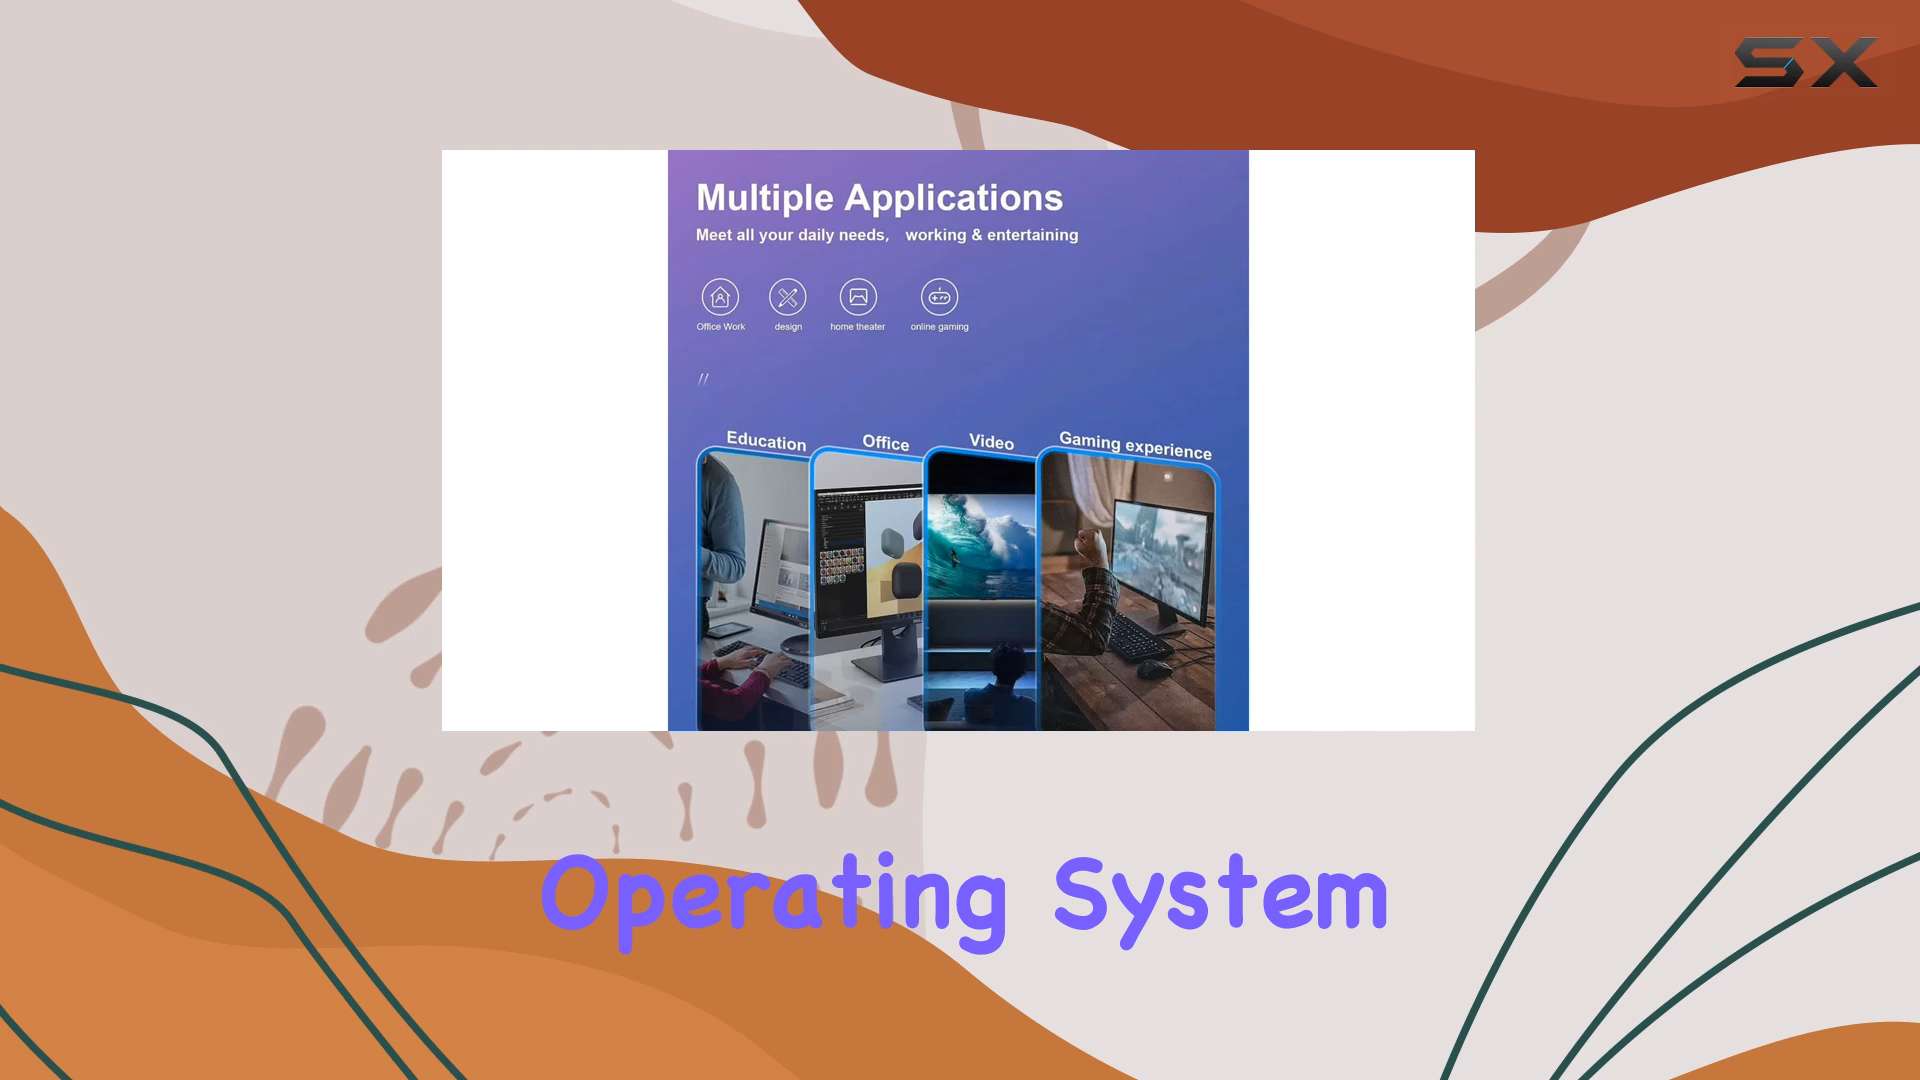 SX
Multiple Applications
Meet all your daily needs, working & entertaining
Office Work design home theater online gaming
//
Education Office Video Gaming experience
Operating System